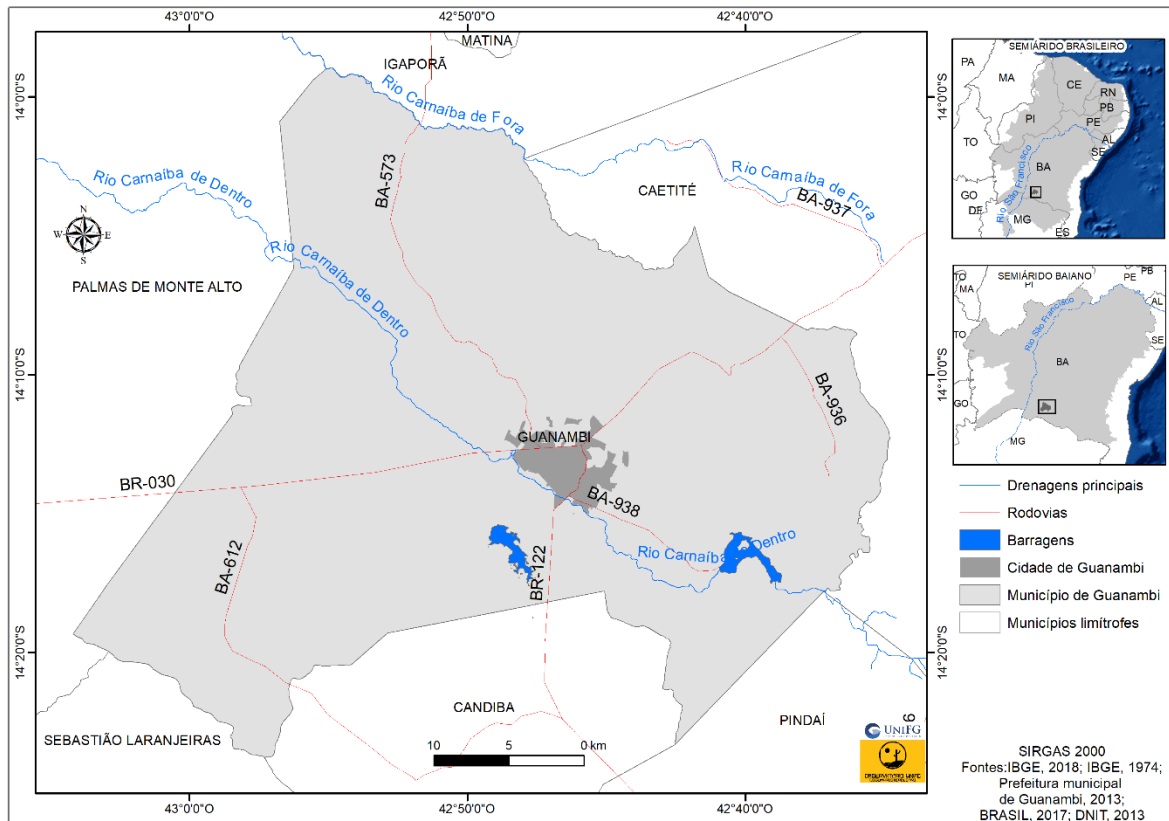 43°0'0"O
42°50'0"O
42°40'0"O
14°0'0"S
14°10'0"S
14°20'0"S
MATINA
IGAPORÃ
Rio Carnaíba de Fora
Rio Carnaíba de Dentro
BA-573
CAETITÉ
Rio Carnaíba de Fora
BA-937
N
W
E
S
Rio Carnaíba de Dentro
PALMAS DE MONTE ALTO
BA-936
GUANAMBI
BR-030
BA-938
Rio Carnaíba de Dentro
BA-612
BR-122
CANDIBA
PINDAÍ
SEBASTIÃO LARANJEIRAS
10 5 0 km
6
UNIFG
14°0'0"S
14°10'0"S
14°20'0"S
43°0'0"O
42°50'0"O
42°40'0"O
SEMIÁRIDO BRASILEIRO
PA
MA
CE
RN
PB
PI
PE
AL
TO
SE
BA
Rio São Francisco
GO
DF
MG
ES
SEMIÁRIDO BAIANO
TO
PI
PE
PB
MA
AL
Rio São Francisco
TO
SE
BA
GO
MG
Drenagens principais
Rodovias
Barragens
Cidade de Guanambi
Município de Guanambi
Municípios limítrofes
SIRGAS 2000
Fontes:IBGE, 2018; IBGE, 1974;
Prefeitura municipal
de Guanambi, 2013;
BRASIL, 2017; DNIT, 2013